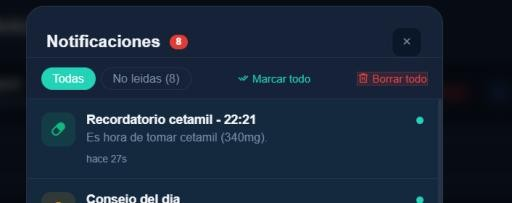 Notificaciones 8 ×
Todas No leidas (8) Marcar todo Borrar todo
Recordatorio cetamil - 22:21
Es hora de tomar cetamil (340mg).
hace 27s
Consejo del dia